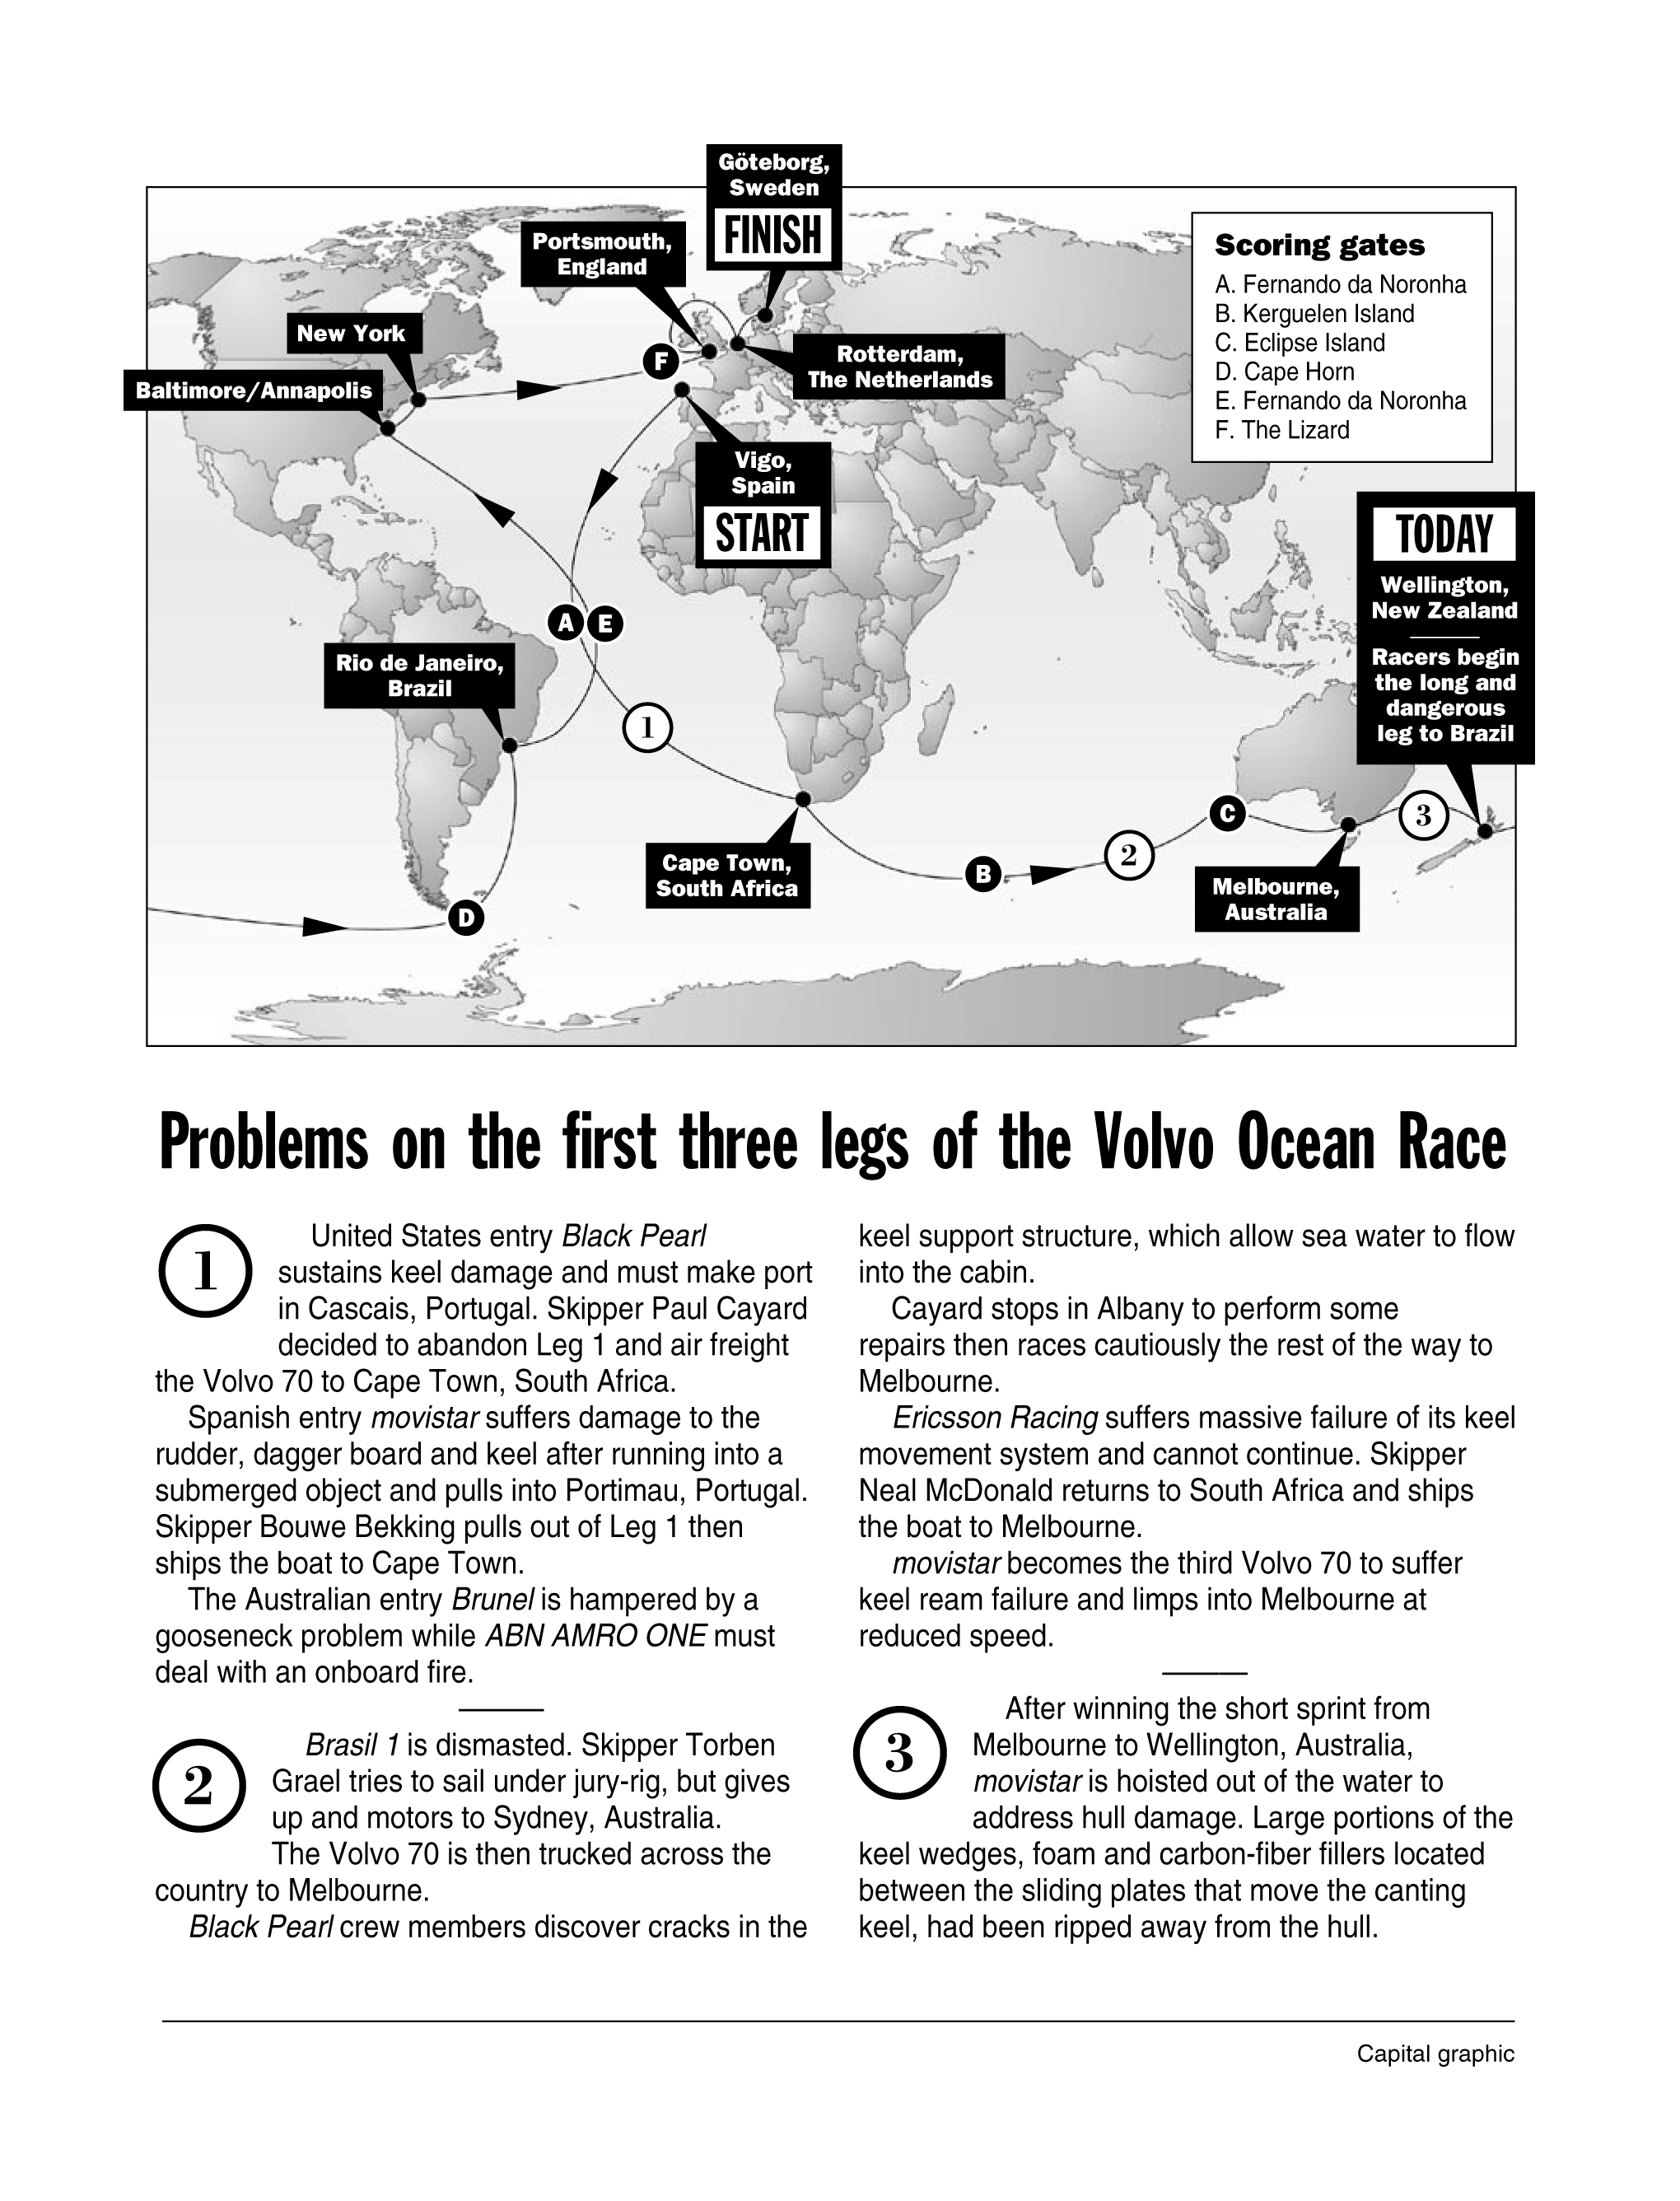 Göteborg,
Sweden
FINISH
Portsmouth,
England
New York
Baltimore/Annapolis
F
Rotterdam,
The Netherlands
Scoring gates
A. Fernando da Noronha
B. Kerguelen Island
C. Eclipse Island
D. Cape Horn
E. Fernando da Noronha
F. The Lizard
Vigo,
Spain
START
TODAY
Wellington,
New Zealand
Racers begin
the long and
dangerous
leg to Brazil
A
E
Rio de Janeiro,
Brazil
1
Cape Town,
South Africa
B
2
C
3
Melbourne,
Australia
D
Problems on the first three legs of the Volvo Ocean Race
1
United States entry Black Pearl
sustains keel damage and must make port
in Cascais, Portugal. Skipper Paul Cayard
decided to abandon Leg 1 and air freight
the Volvo 70 to Cape Town, South Africa.
Spanish entry movistar suffers damage to the
rudder, dagger board and keel after running into a
submerged object and pulls into Portimau, Portugal.
Skipper Bouwe Bekking pulls out of Leg 1 then
ships the boat to Cape Town.
The Australian entry Brunel is hampered by a
gooseneck problem while ABN AMRO ONE must
deal with an onboard fire.
2
Brasil 1 is dismasted. Skipper Torben
Grael tries to sail under jury-rig, but gives
up and motors to Sydney, Australia.
The Volvo 70 is then trucked across the
country to Melbourne.
Black Pearl crew members discover cracks in the
keel support structure, which allow sea water to flow
into the cabin.
Cayard stops in Albany to perform some
repairs then races cautiously the rest of the way to
Melbourne.
Ericsson Racing suffers massive failure of its keel
movement system and cannot continue. Skipper
Neal McDonald returns to South Africa and ships
the boat to Melbourne.
movistar becomes the third Volvo 70 to suffer
keel ream failure and limps into Melbourne at
reduced speed.
3
After winning the short sprint from
Melbourne to Wellington, Australia,
movistar is hoisted out of the water to
address hull damage. Large portions of the
keel wedges, foam and carbon-fiber fillers located
between the sliding plates that move the canting
keel, had been ripped away from the hull.
Capital graphic